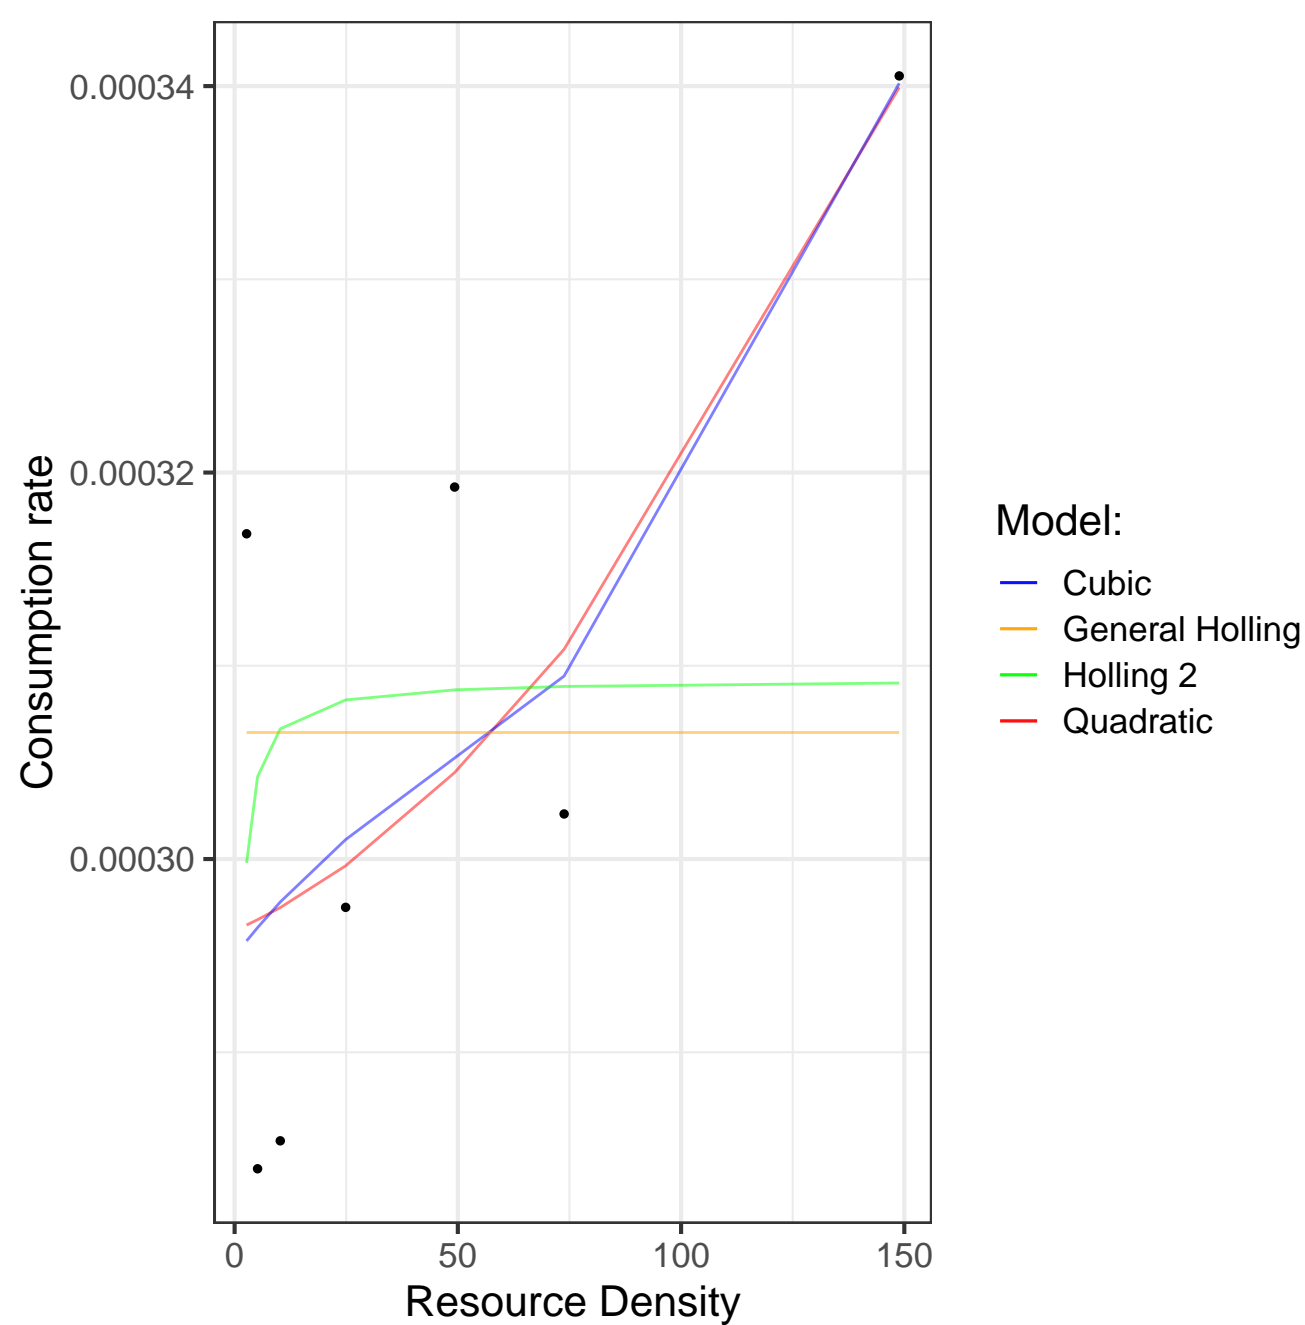 0.00034
0.00032
0.00030
Consumption rate
0
50
100
150
Resource Density
Model:
Cubic
General Holling
Holling 2
Quadratic